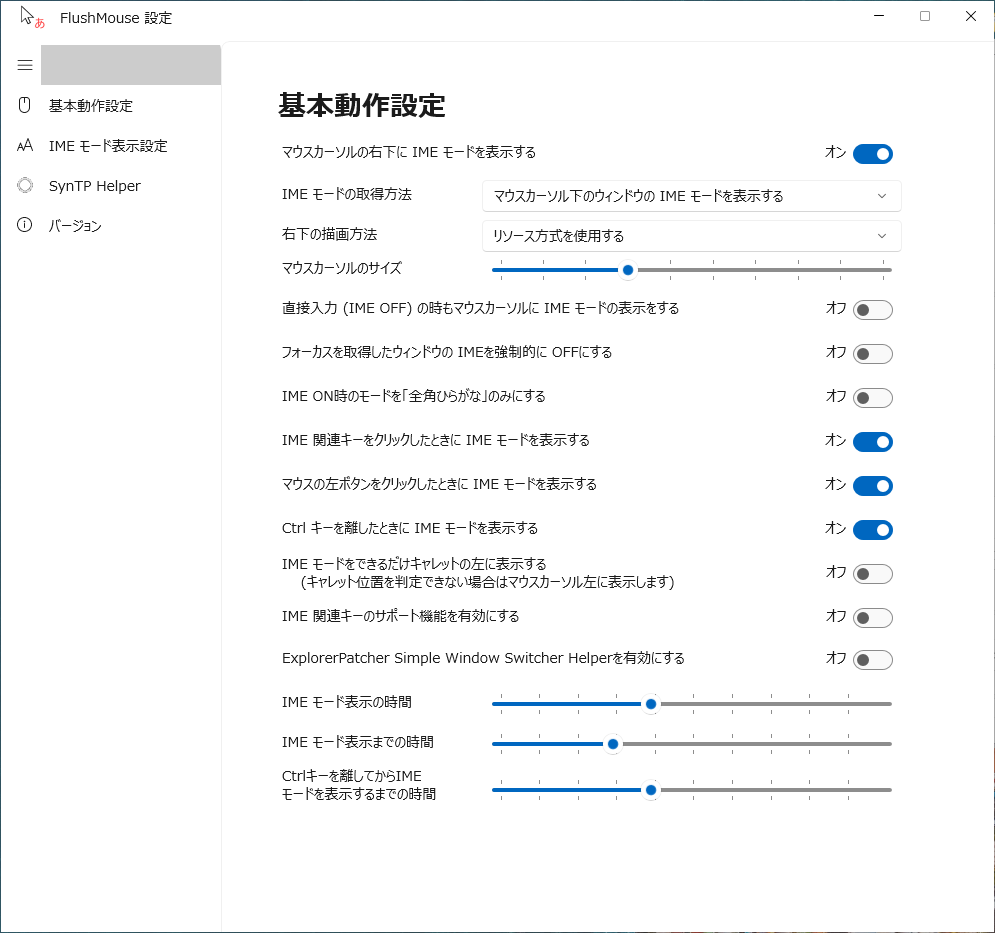 あ
FlushMouse 設定
基本動作設定
IME モード表示設定
SynTP Helper
バージョン
基本動作設定
マウスカーソルの右下に IME モードを表示する
オン
IME モードの取得方法
マウスカーソル下のウィンドウの IME モードを表示する
右下の描画方法
リソース方式を使用する
マウスカーソルのサイズ
直接入力 (IME OFF) の時もマウスカーソルに IME モードの表示をする
オフ
フォーカスを取得したウィンドウの IMEを強制的に OFFにする
オフ
IME ON時のモードを「全角ひらがな」のみにする
オフ
IME 関連キーをクリックしたときに IME モードを表示する
オン
マウスの左ボタンをクリックしたときに IME モードを表示する
オン
Ctrl キーを離したときに IME モードを表示する
オン
IME モードをできるだけキャレットの左に表示する
(キャレット位置を判定できない場合はマウスカーソル左に表示します)
オフ
IME 関連キーのサポート機能を有効にする
オフ
ExplorerPatcher Simple Window Switcher Helperを有効にする
オフ
IME モード表示の時間
IME モード表示までの時間
Ctrlキーを離してからIME
モードを表示するまでの時間